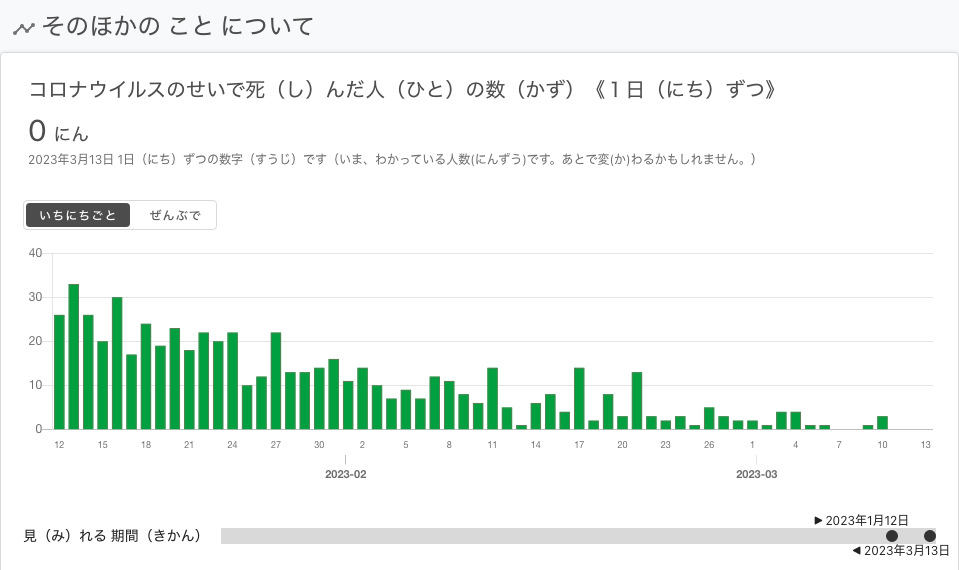 そのほかの こと について
コロナウイルスのせいで死（し）んだ人（ひと）の数（かず）《１日（にち）ずつ》
0 にん
2023年3月13日 1日（にち）ずつの数字（すうじ）です（いま、わかっている人数(にんずう)です。あとで変(か)わるかもしれません。）
いちにちごと ぜんぶで
40
30
20
10
0
12 15 18 21 24 27 30 2 5 8 11 14 17 20 23 26 1 4 7 10 13
2023-02 2023-03
▶ 2023年1月12日
見（み）れる 期間（きかん）
◀ 2023年3月13日